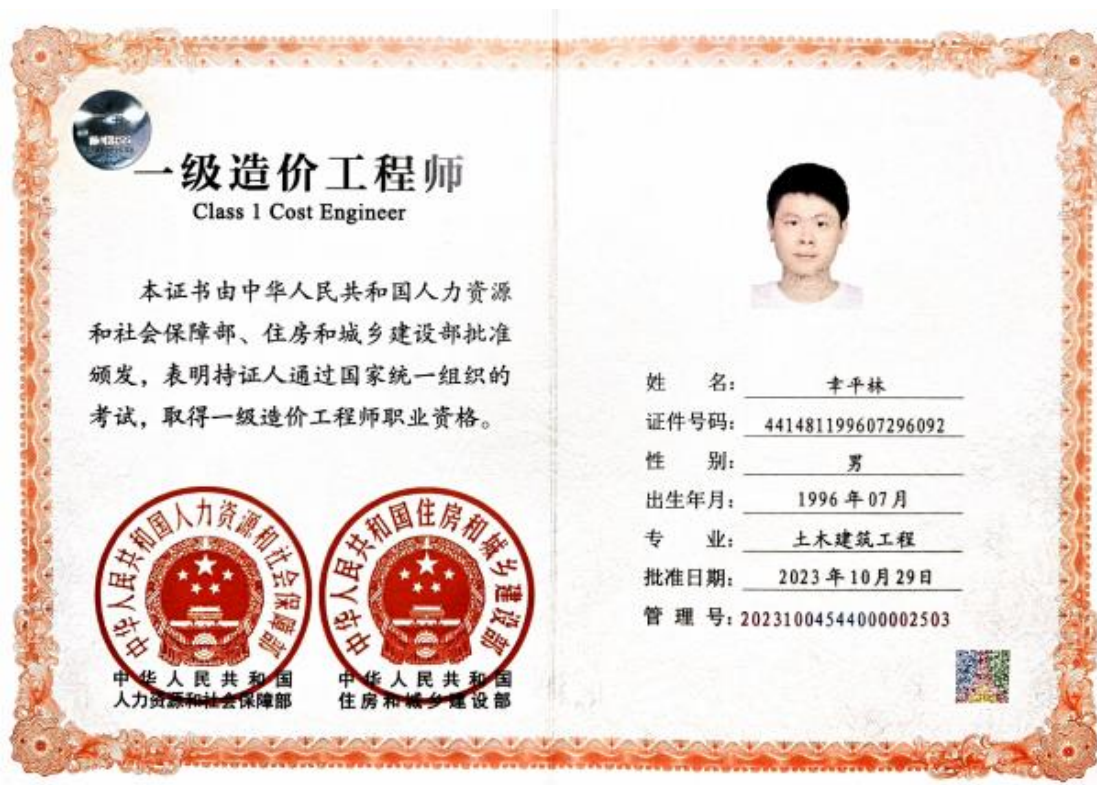 一级造价工程师
Class 1 Cost Engineer
本证书由中华人民共和国人力资源
和社会保障部、住房和城乡建设部批准
颁发，表明持证人通过国家统一组织的
考试，取得一级造价工程师职业资格。
中华人民共和国人力资源和社会保障部
中华人民共和国住房和城乡建设部
中华人民共和国
人力资源和社会保障部
中华人民共和国
住房和城乡建设部
姓 名：幸平林
证件号码：441481199607296092
性 别：男
出生年月：1996年07月
专 业：土木建筑工程
批准日期：2023年10月29日
管 理 号：20231004544000002503